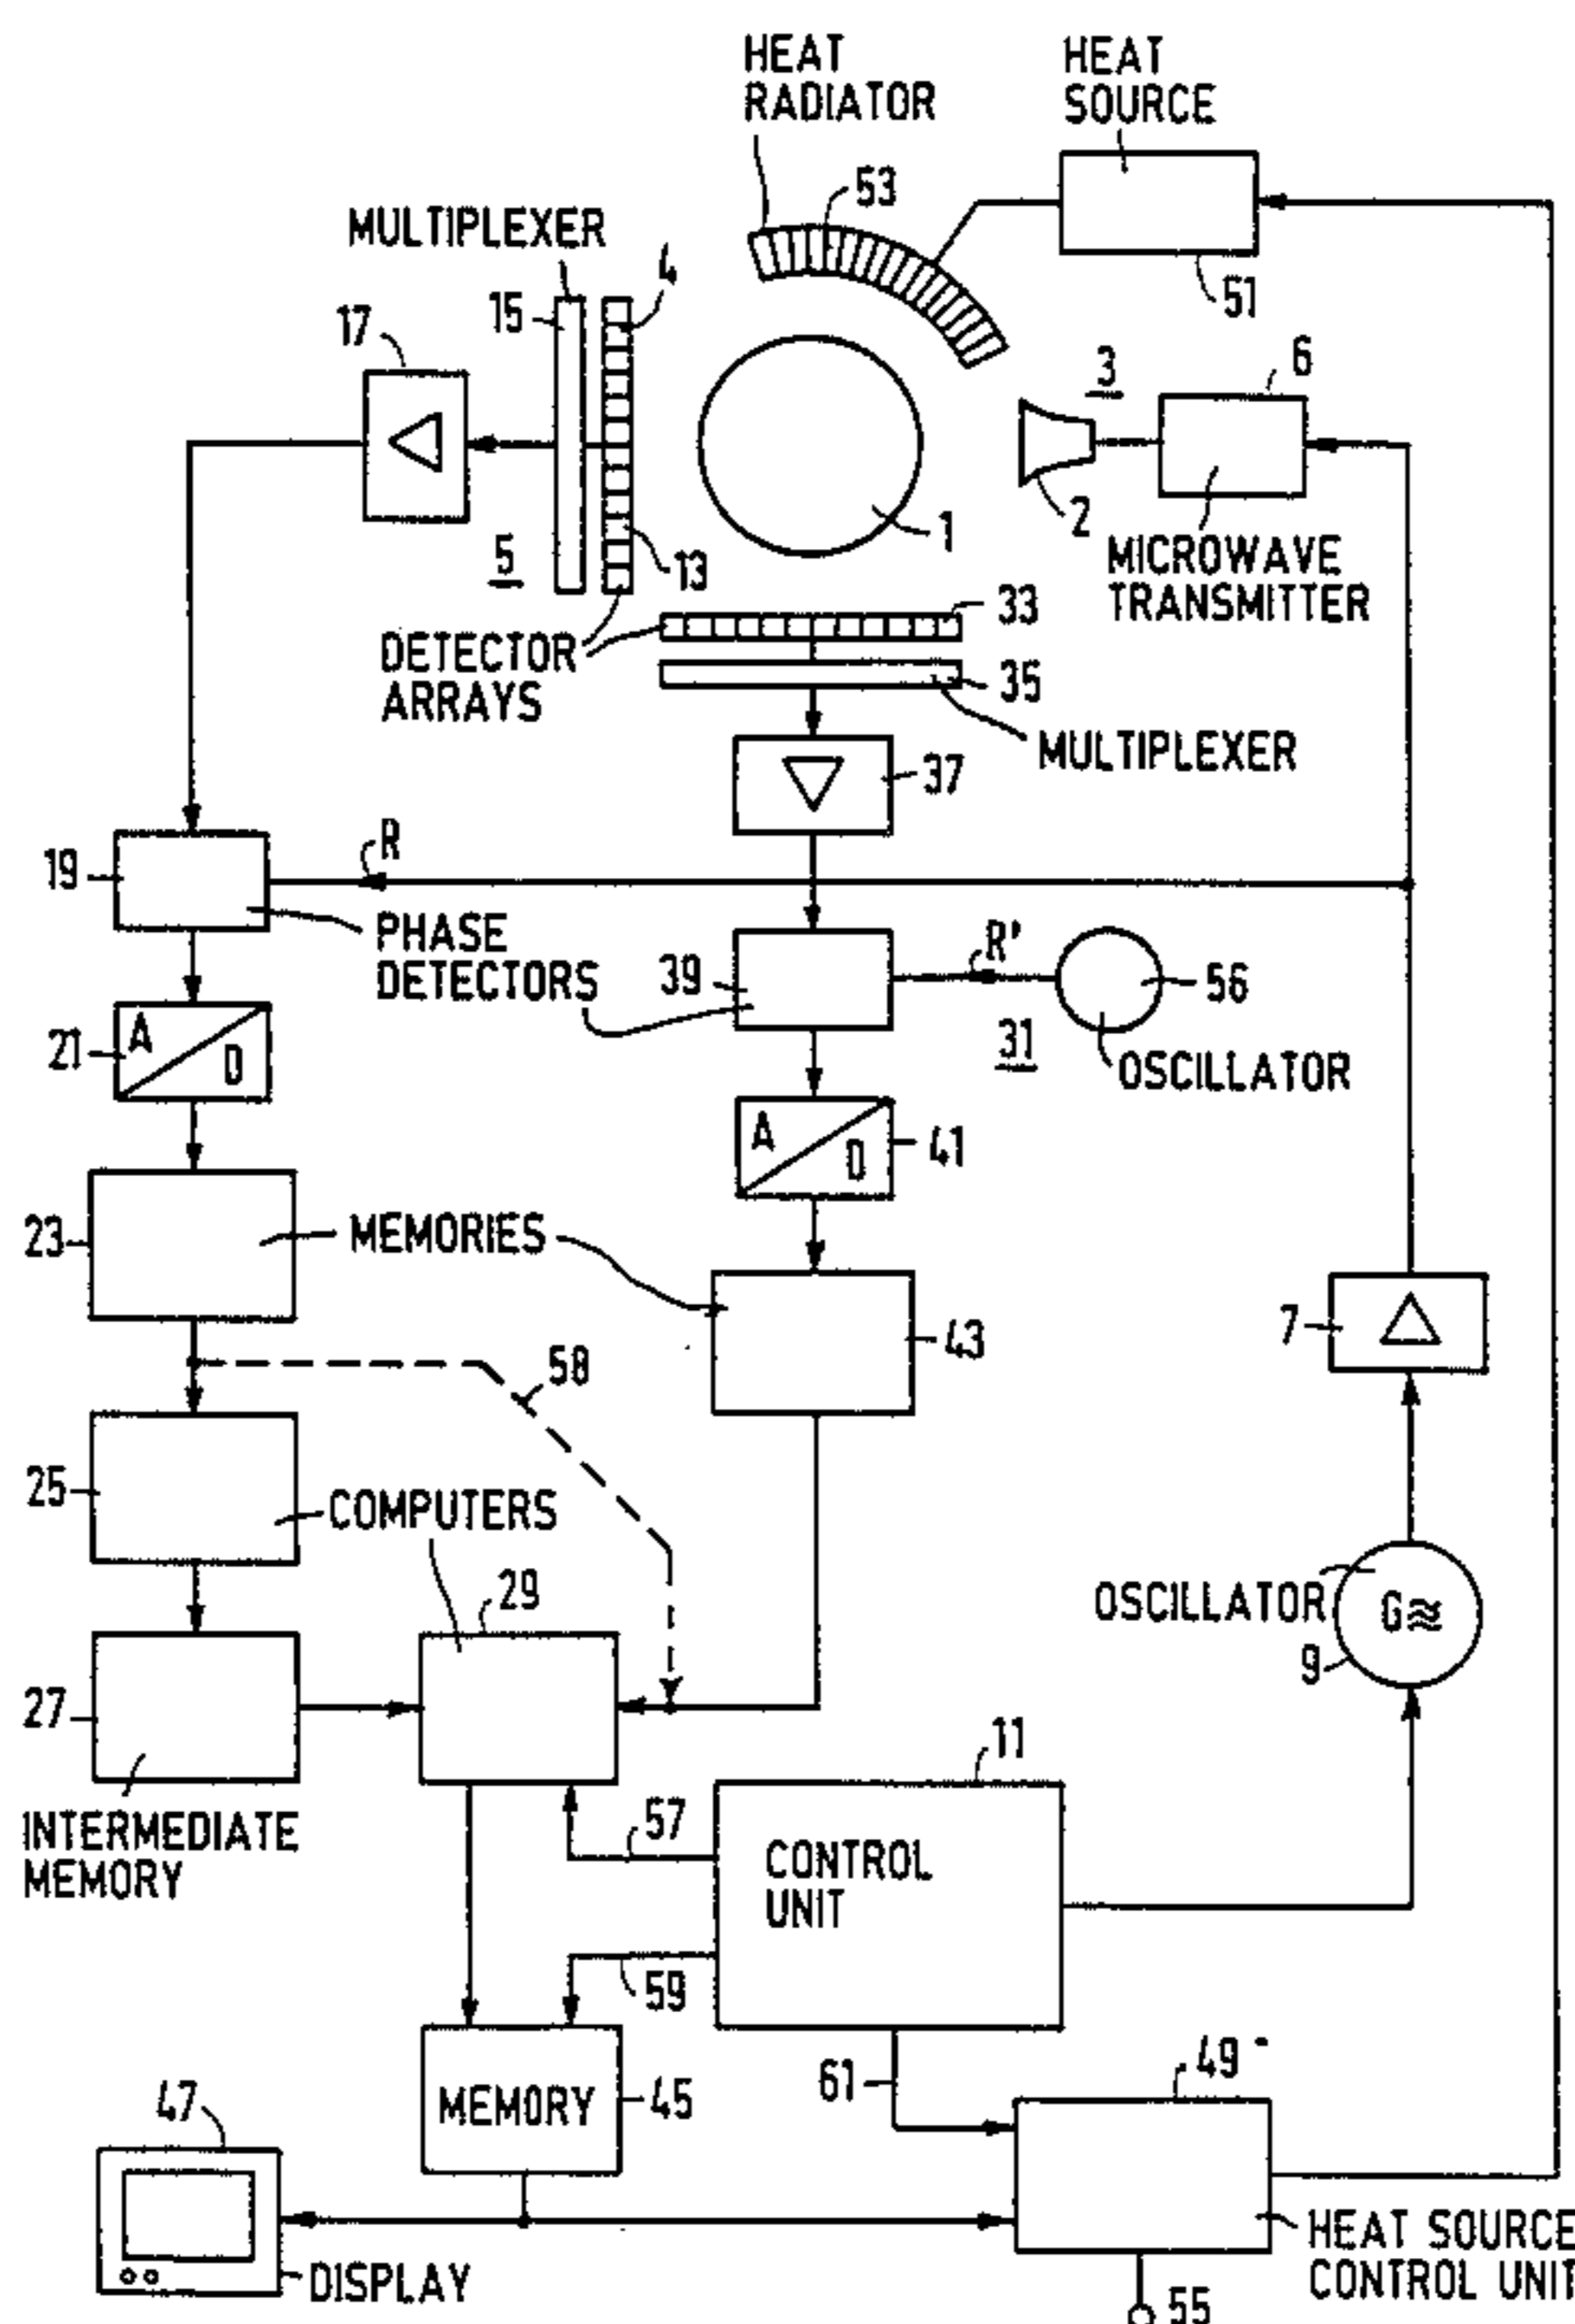 HEAT
RADIATOR
HEAT
SOURCE
53
MULTIPLEXER
4
51
15
17
3
6
5
13
1
2
MICROWAVE
TRANSMITTER
33
DETECTOR
ARRAYS
35
MULTIPLEXER
37
R
19
PHASE
DETECTORS
39
R'
56
31
OSCILLATOR
21
A
D
A
D
41
23
MEMORIES
43
7
58
25
COMPUTERS
29
OSCILLATOR
G≈
9
27
11
INTERMEDIATE
MEMORY
57
CONTROL
UNIT
59
61
49
47
MEMORY
45
DISPLAY
HEAT SOURCE
CONTROL UNIT
55